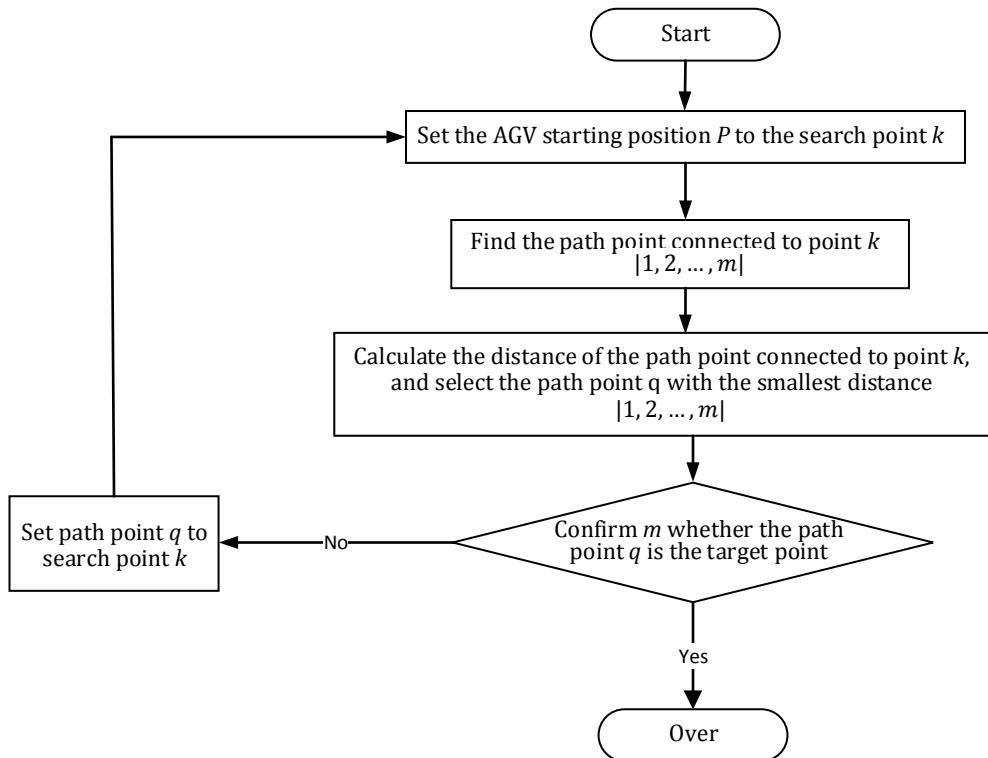 Start
Set the AGV starting position P to the search point k
Find the path point connected to point k
|1, 2, ... , m|
Calculate the distance of the path point connected to point k,
and select the path point q with the smallest distance
|1, 2, ... , m|
Confirm m whether the path
point q is the target point
No
Set path point q to
search point k
Yes
Over